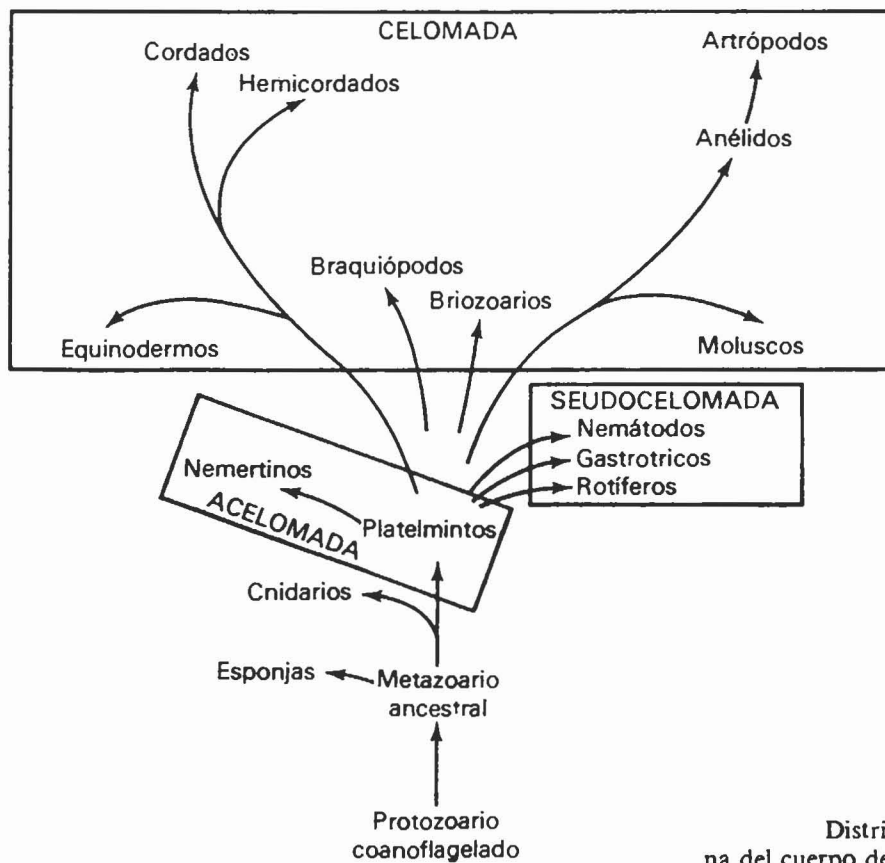 CELOMADA
Cordados
Hemicordados
Artrópodos
Anélidos
Braquiópodos
Briozoarios
Equinodermos
Moluscos
SEUDOCELOMADA
Nemátodos
Gastrotricos
Rotíferos
Nemertinos
Platelmintos
ACELOMADA
Cnidarios
Esponjas
Metazoario
ancestral
Protozoario
coanoflagelado
Distri
na del cuerpo de